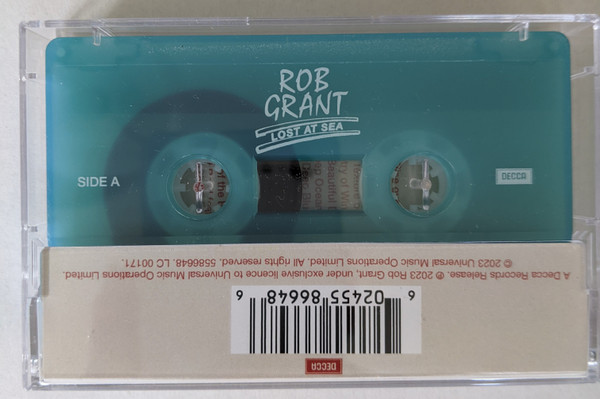 ROB
GRANT
LOST AT SEA
SIDE A
DECCA
A Decca Records Release. ℗ 2023 Rob Grant, under exclusive licence to Universal Music Operations Limited.
© 2023 Universal Music Operations Limited. All rights reserved. 5586648. LC 00171.
6 02455 86648 6
DECCA